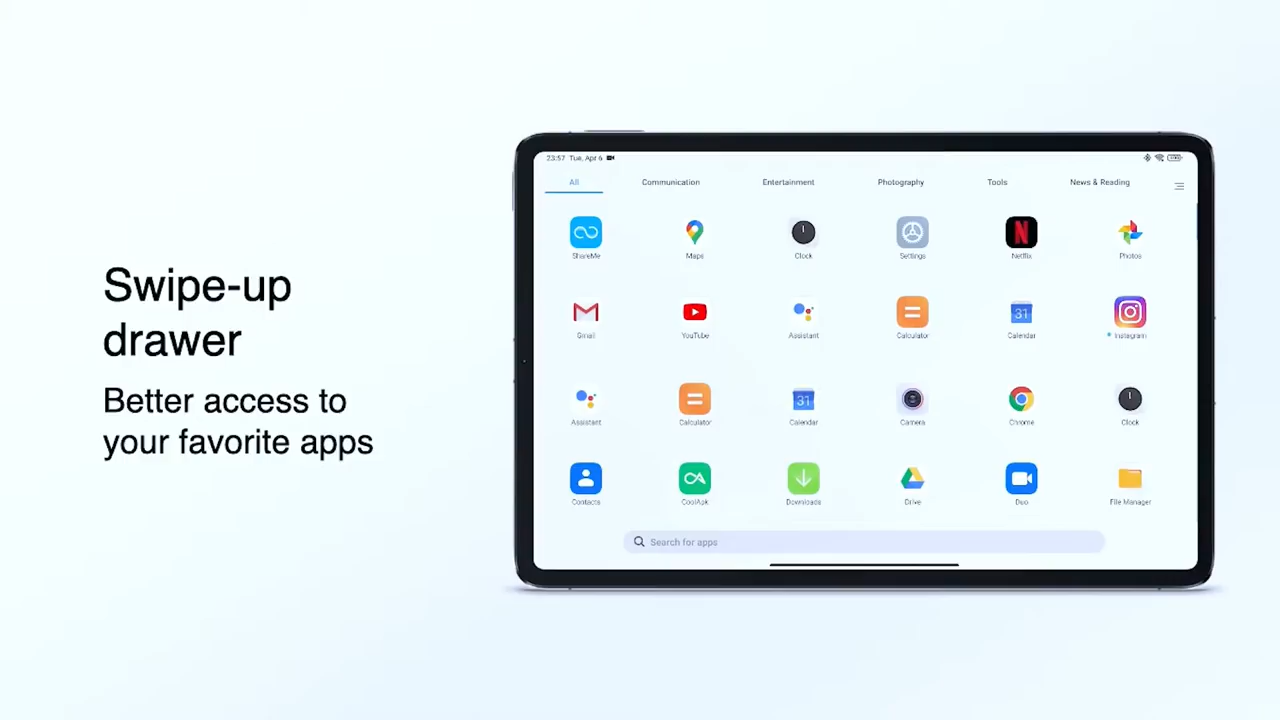 Swipe-up
drawer
Better access to
your favorite apps
23:57 Tue, Apr 6
All Communication Entertainment Photography Tools News & Reading
ShareMe Maps Clock Settings Netflix Photos
31
Gmail YouTube Assistant Calculator Calendar Instagram
31
Assistant Calculator Calendar Camera Chrome Clock
Contacts CoolApk Downloads Drive Duo File Manager
Search for apps